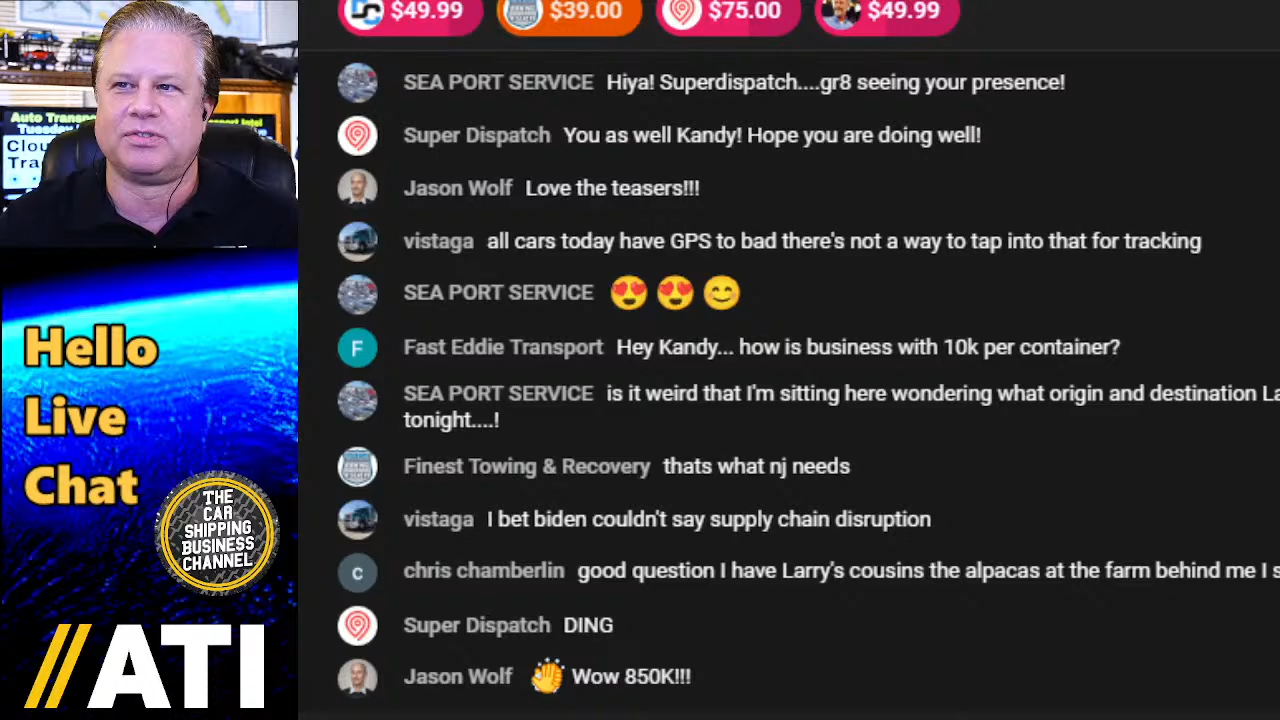 $49.99
$39.00
$75.00
$49.99
SEA PORT SERVICE Hiya! Superdispatch....gr8 seeing your presence!
Super Dispatch You as well Kandy! Hope you are doing well!
Jason Wolf Love the teasers!!!
vistaga all cars today have GPS to bad there's not a way to tap into that for tracking
SEA PORT SERVICE 😍 😍 😊
F Fast Eddie Transport Hey Kandy... how is business with 10k per container?
SEA PORT SERVICE is it weird that I'm sitting here wondering what origin and destination
tonight....!
Finest Towing & Recovery thats what nj needs
vistaga I bet biden couldn't say supply chain disruption
c chris chamberlin good question I have Larry's cousins the alpacas at the farm behind me I
Super Dispatch DING
Jason Wolf 👏 Wow 850K!!!
Auto
Tuesday
Hello
Live
Chat
THE
CAR
SHIPPING
BUSINESS
CHANNEL
//ATI